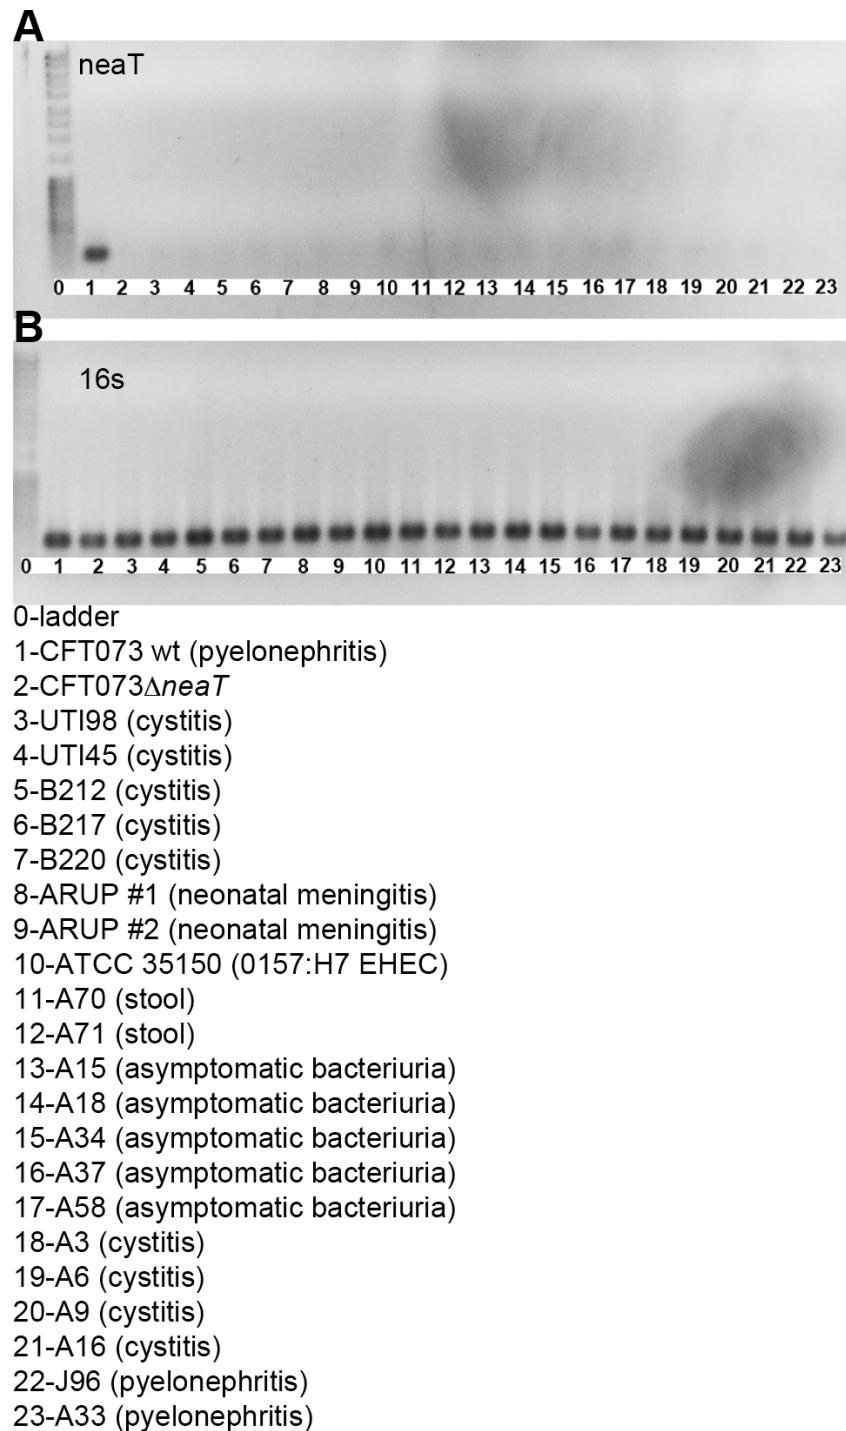 A
neaT
0 1 2 3 4 5 6 7 8 9 10 11 12 13 14 15 16 17 18 19 20 21 22 23
B
16s
0 1 2 3 4 5 6 7 8 9 10 11 12 13 14 15 16 17 18 19 20 21 22 23
0-ladder
1-CFT073 wt (pyelonephritis)
2-CFT073ΔneaT
3-UTI98 (cystitis)
4-UTI45 (cystitis)
5-B212 (cystitis)
6-B217 (cystitis)
7-B220 (cystitis)
8-ARUP #1 (neonatal meningitis)
9-ARUP #2 (neonatal meningitis)
10-ATCC 35150 (0157:H7 EHEC)
11-A70 (stool)
12-A71 (stool)
13-A15 (asymptomatic bacteriuria)
14-A18 (asymptomatic bacteriuria)
15-A34 (asymptomatic bacteriuria)
16-A37 (asymptomatic bacteriuria)
17-A58 (asymptomatic bacteriuria)
18-A3 (cystitis)
19-A6 (cystitis)
20-A9 (cystitis)
21-A16 (cystitis)
22-J96 (pyelonephritis)
23-A33 (pyelonephritis)